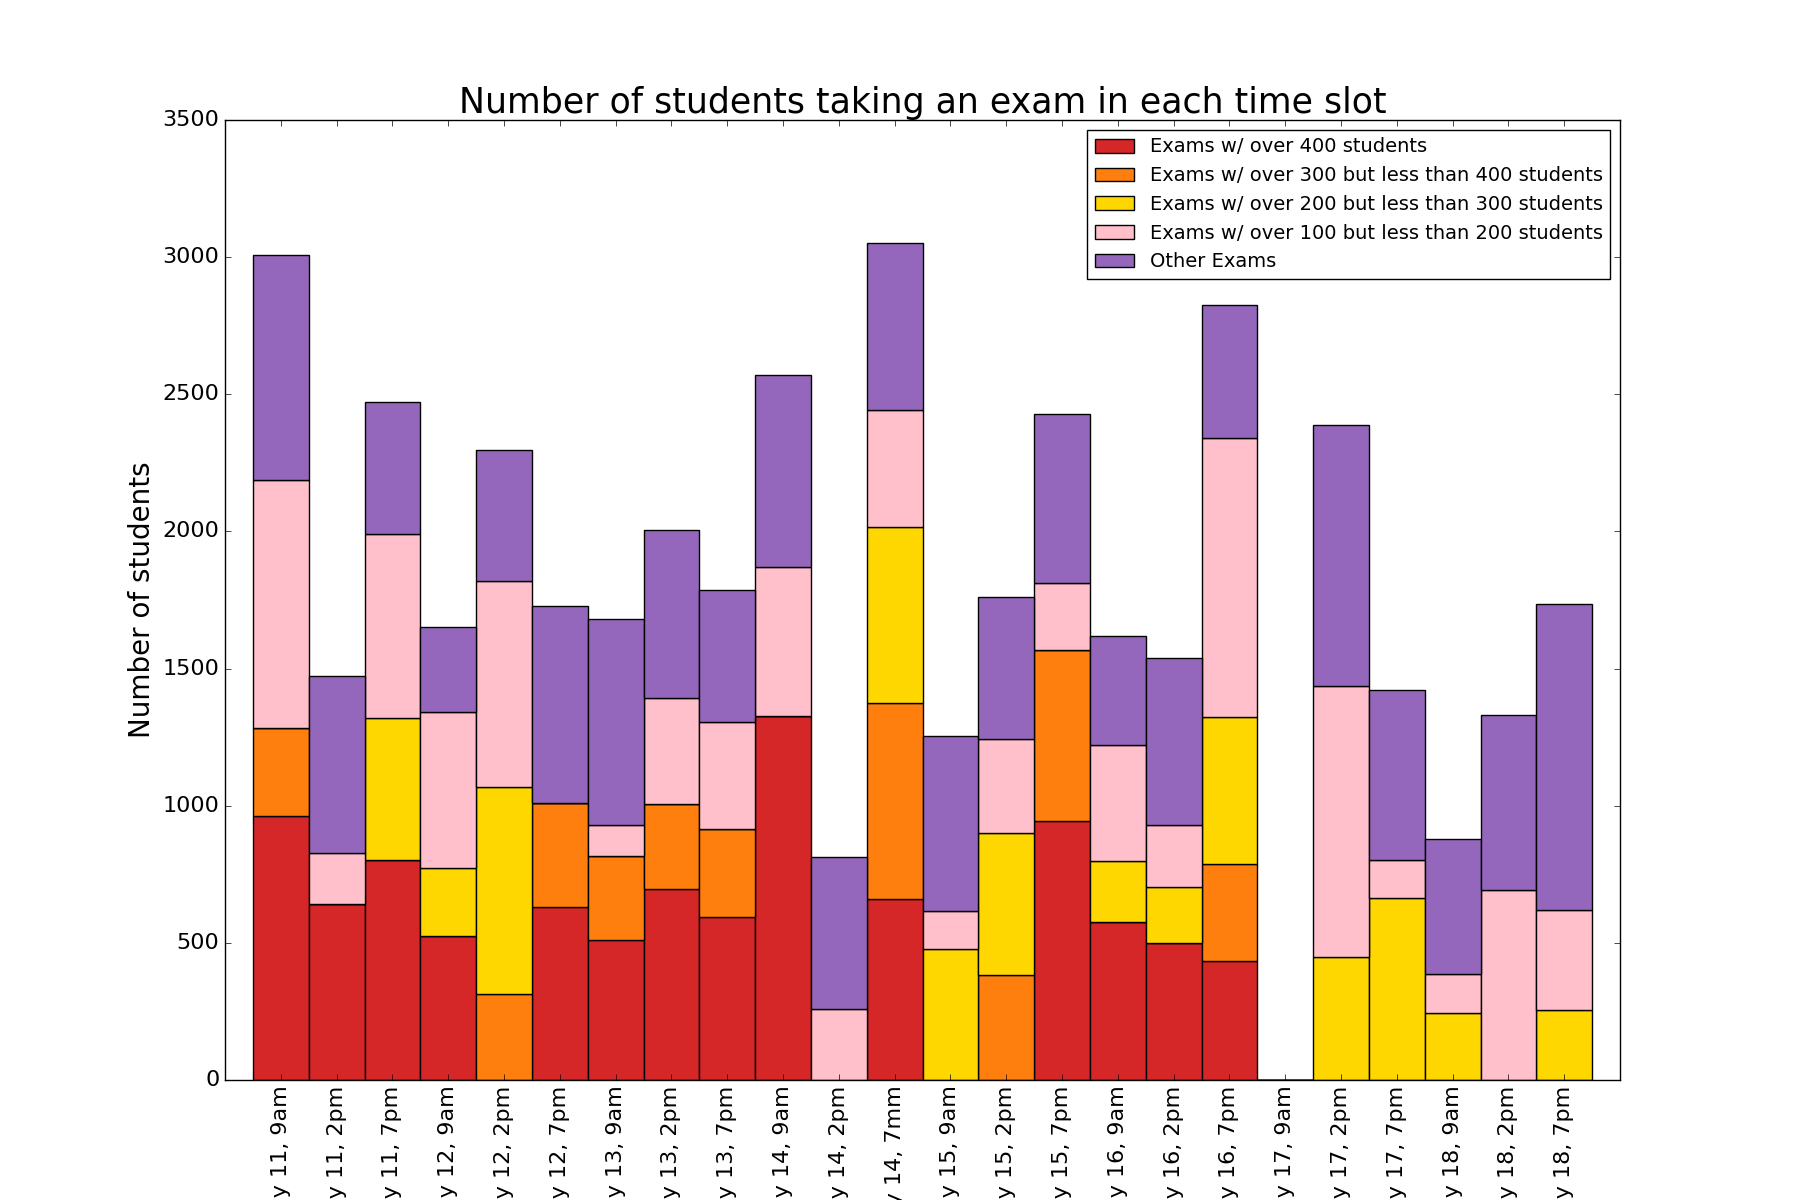 Number of students taking an exam in each time slot
Exams w/ over 400 students
Exams w/ over 300 but less than 400 students
Exams w/ over 200 but less than 300 students
Exams w/ over 100 but less than 200 students
Other Exams
Number of students
3500
3000
2500
2000
1500
1000
500
0
y 11, 9am
y 11, 2pm
y 11, 7pm
y 12, 9am
y 12, 2pm
y 12, 7pm
y 13, 9am
y 13, 2pm
y 13, 7pm
y 14, 9am
y 14, 2pm
y 14, 7mm
y 15, 9am
y 15, 2pm
y 15, 7pm
y 16, 9am
y 16, 2pm
y 16, 7pm
y 17, 9am
y 17, 2pm
y 17, 7pm
y 18, 9am
y 18, 2pm
y 18, 7pm